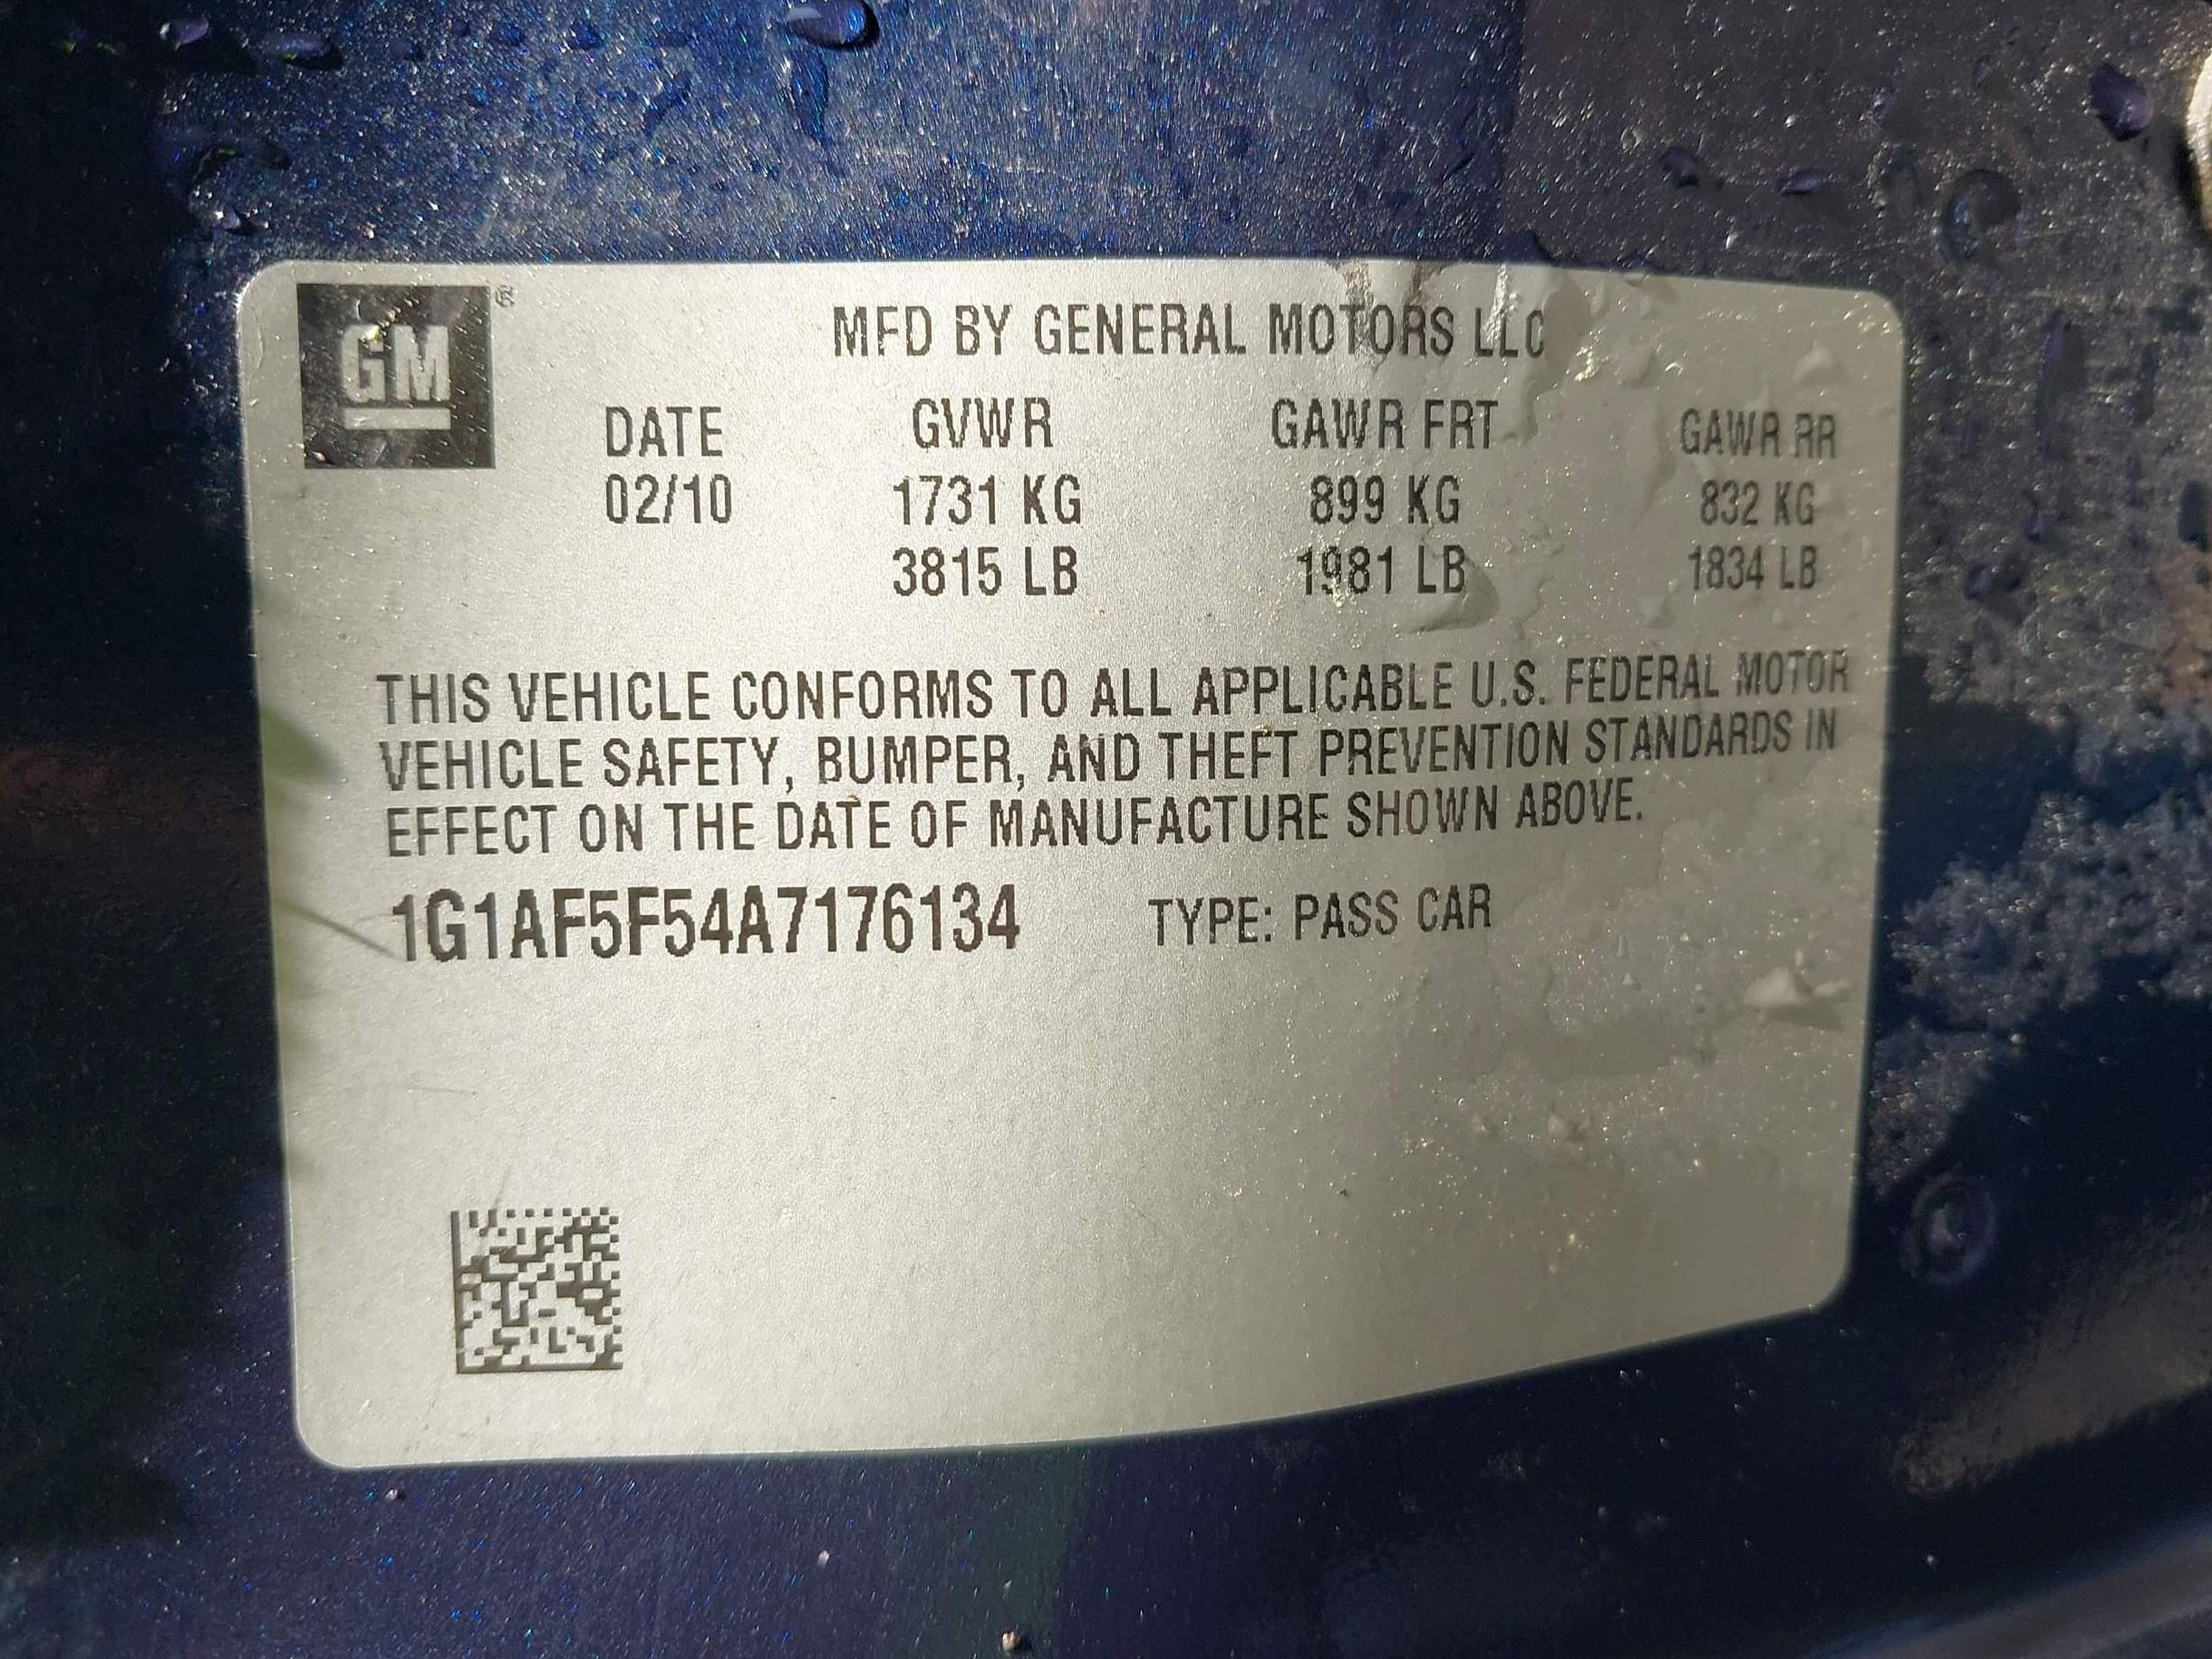 GM ®
MFD BY GENERAL MOTORS LLC
DATE GVWR GAWR FRT GAWR RR
02/10 1731 KG 899 KG 832 KG
3815 LB 1981 LB 1834 LB
THIS VEHICLE CONFORMS TO ALL APPLICABLE U.S. FEDERAL MOTOR
VEHICLE SAFETY, BUMPER, AND THEFT PREVENTION STANDARDS IN
EFFECT ON THE DATE OF MANUFACTURE SHOWN ABOVE.
1G1AF5F54A7176134 TYPE: PASS CAR